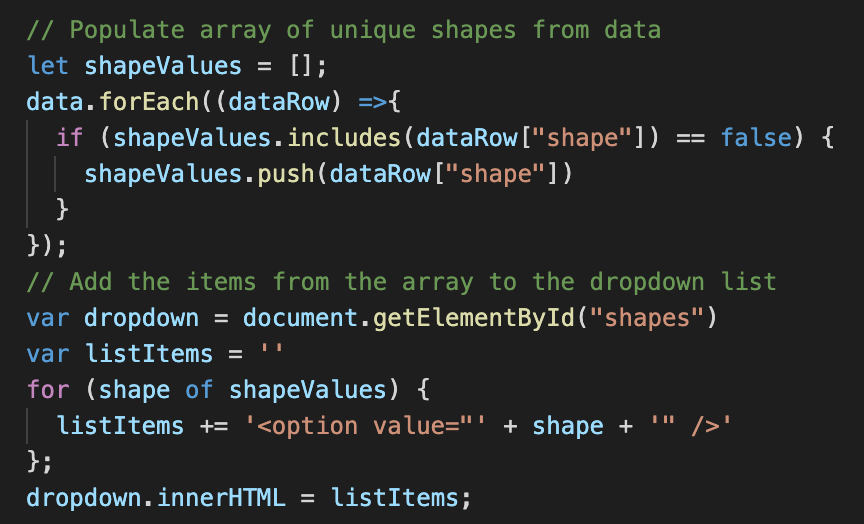 // Populate array of unique shapes from data
let shapeValues = [];
data.forEach((dataRow) =>{
  if (shapeValues.includes(dataRow["shape"]) == false) {
    shapeValues.push(dataRow["shape"])
  }
});
// Add the items from the array to the dropdown list
var dropdown = document.getElementById("shapes")
var listItems = ''
for (shape of shapeValues) {
  listItems += '<option value="' + shape + '" />'
};
dropdown.innerHTML = listItems;